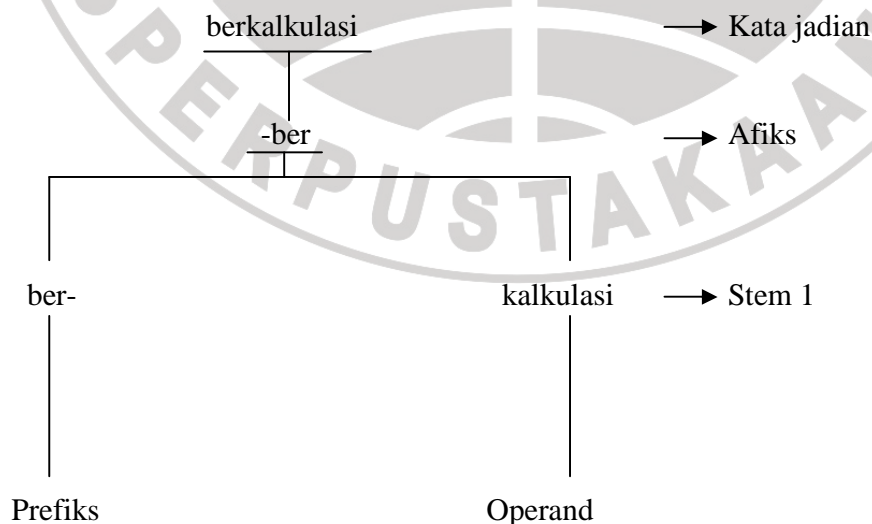 berkalkulasi → Kata jadian
-ber → Afiks
PERPUSTAKAAN
ber- kalkulasi → Stem 1
Prefiks Operand